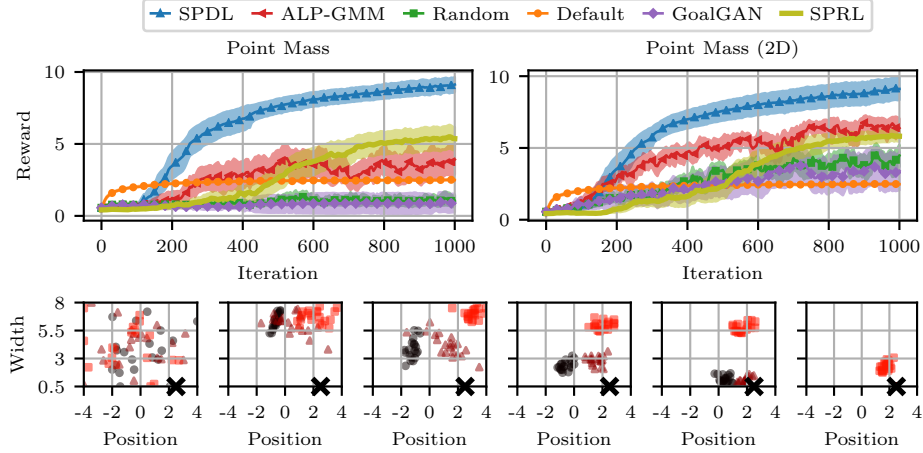 SPDL ALP-GMM Random Default GoalGAN SPRL
Point Mass Point Mass (2D)
Reward
10
5
0
0 200 400 600 800 1000
Iteration
10
5
0
0 200 400 600 800 1000
Iteration
Width
8
5.5
3
0.5
-4 -2 0 2 4
Position
-4 -2 0 2 4
Position
-4 -2 0 2 4
Position
-4 -2 0 2 4
Position
-4 -2 0 2 4
Position
-4 -2 0 2 4
Position